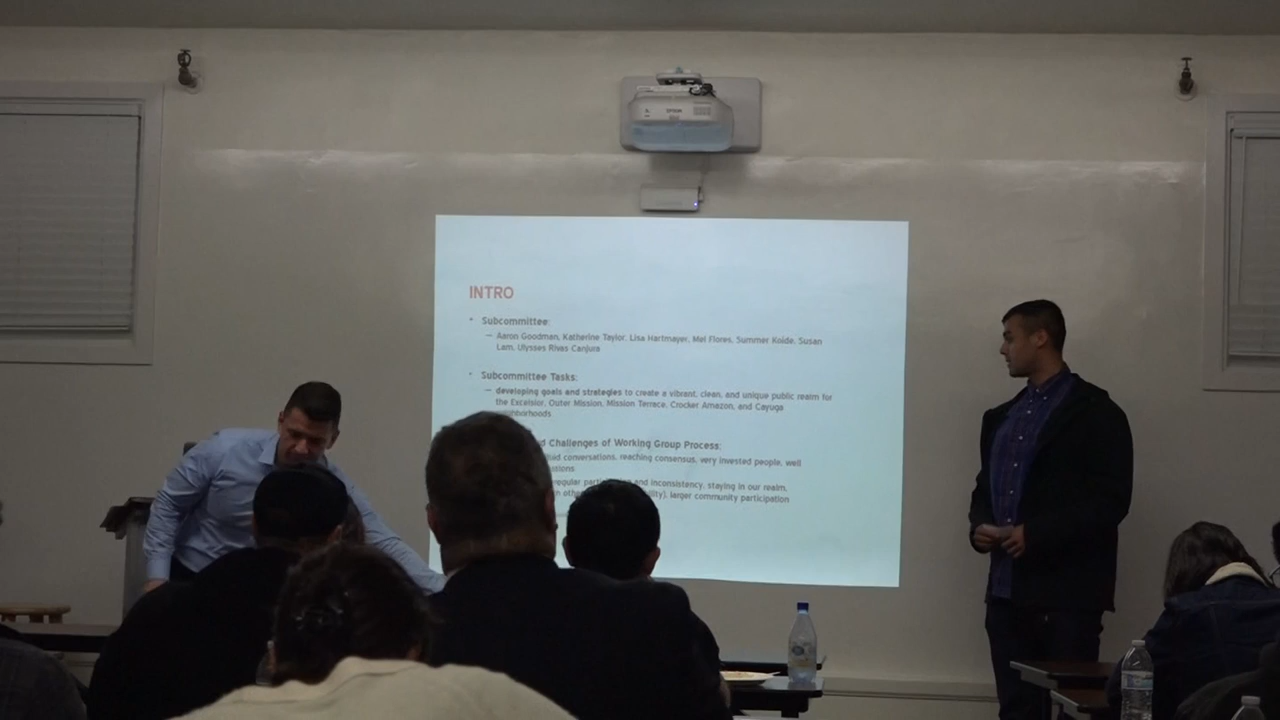 EPSON
INTRO
• Subcommittee:
– Aaron Goodman, Katherine Taylor, Lisa Hartmayer, Mel Flores, Summer Koide, Susan
Lam, Ulysses Rivas-Canjura
• Subcommittee Tasks:
– developing goals and strategies to create a vibrant, clean, and unique public realm for
the Excelsior, Outer Mission, Mission Terrace, Crocker Amazon, and Cayuga
neighborhoods
d Challenges of Working Group Process:
conversations, reaching consensus, very invested people, well
regular and inconsistency, staying in our realm,
larger community participation